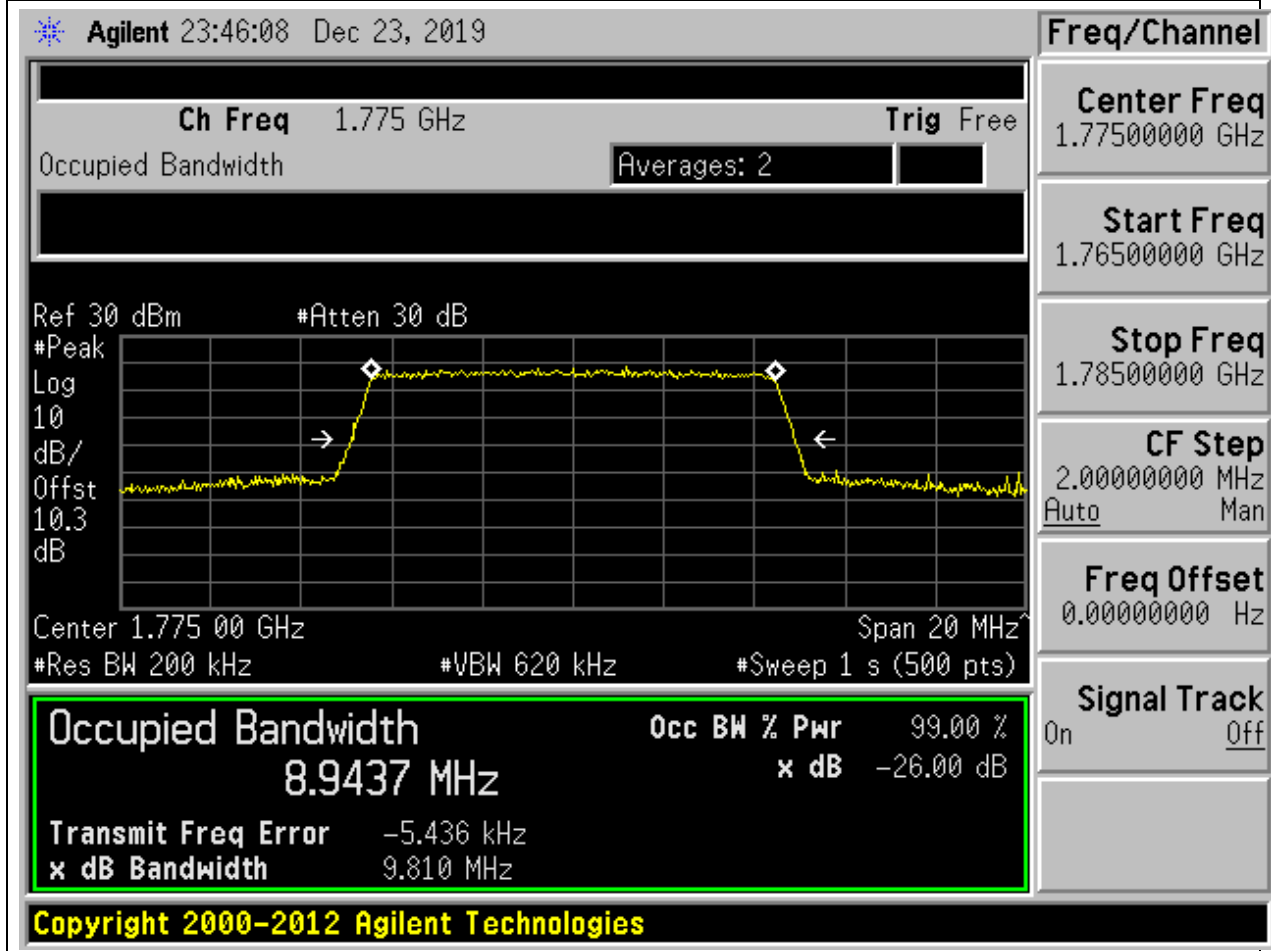 Agilent 23:46:08 Dec 23, 2019
Freq/Channel
Ch Freq 1.775 GHz
Trig Free
Occupied Bandwidth
Averages: 2
Ref 30 dBm #Atten 30 dB
#Peak
Log
10
dB/
Offst
10.3
dB
Center 1.775 00 GHz
Span 20 MHz^
#Res BW 200 kHz #VBW 620 kHz #Sweep 1 s (500 pts)
Occupied Bandwidth
8.9437 MHz
Occ BW % Pwr 99.00 %
x dB -26.00 dB
Transmit Freq Error -5.436 kHz
x dB Bandwidth 9.810 MHz
Copyright 2000-2012 Agilent Technologies
Center Freq
1.77500000 GHz
Start Freq
1.76500000 GHz
Stop Freq
1.78500000 GHz
CF Step
2.00000000 MHz
Auto Man
Freq Offset
0.00000000 Hz
Signal Track
On Off